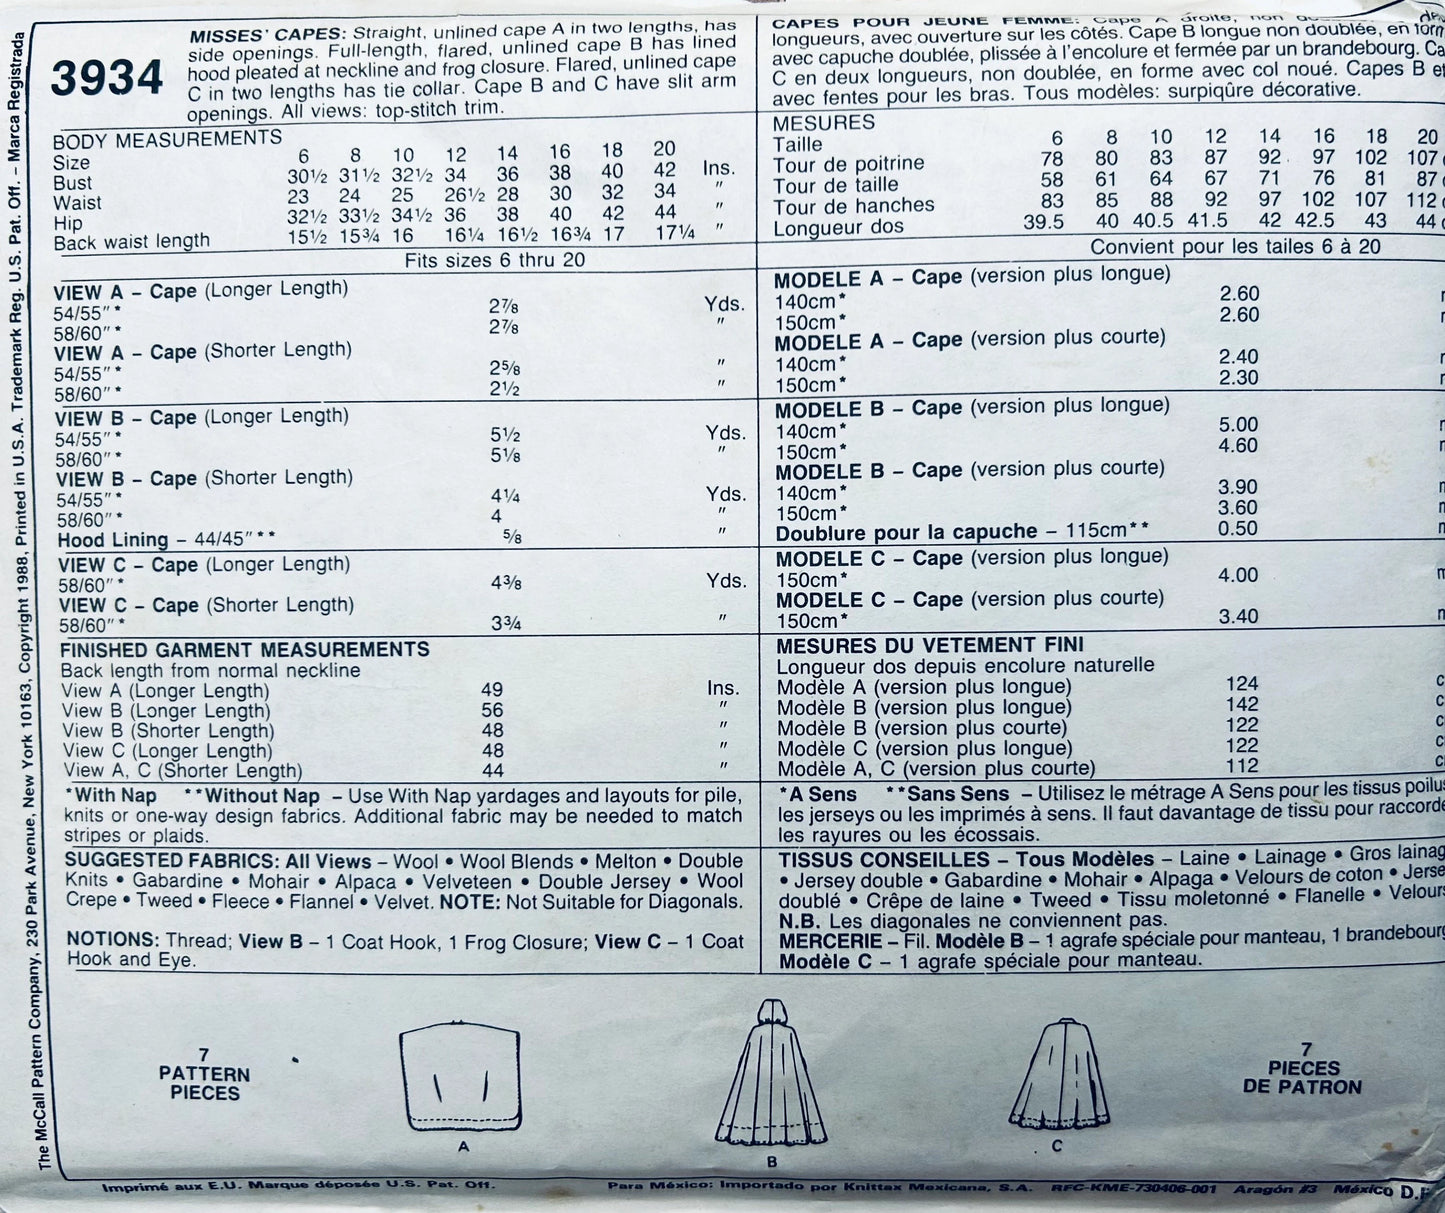 The McCall Pattern Company, 230 Park Avenue, New York 10163, Copyright 1988, Printed in U.S.A. Trademark Reg. U.S. Pat. Off. – Marca Registrada
3934
MISSES' CAPES: Straight, unlined cape A in two lengths, has
side openings. Full-length, flared, unlined cape B has lined
hood pleated at neckline and frog closure. Flared, unlined cape
C in two lengths has tie collar. Cape B and C have slit arm
openings. All views: top-stitch trim.
BODY MEASUREMENTS
Size 6 8 10 12 14 16 18 20
Bust 30½ 31½ 32½ 34 36 38 40 42 Ins.
Waist 23 24 25 26½ 28 30 32 34 "
Hip 32½ 33½ 34½ 36 38 40 42 44 "
Back waist length 15½ 15¾ 16 16¼ 16½ 16¾ 17 17¼ "
Fits sizes 6 thru 20
VIEW A – Cape (Longer Length)
54/55"* 2⅞ Yds.
58/60"* 2⅞ "
VIEW A – Cape (Shorter Length)
54/55"* 2⅝ "
58/60"* 2½ "
VIEW B – Cape (Longer Length)
54/55"* 5½ Yds.
58/60"* 5⅛ "
VIEW B – Cape (Shorter Length)
54/55"* 4¼ Yds.
58/60"* 4 "
Hood Lining – 44/45"** ⅝ "
VIEW C – Cape (Longer Length)
58/60"* 4⅜ Yds.
VIEW C – Cape (Shorter Length)
58/60"* 3¾ "
FINISHED GARMENT MEASUREMENTS
Back length from normal neckline
View A (Longer Length) 49 Ins.
View B (Longer Length) 56 "
View B (Shorter Length) 48 "
View C (Longer Length) 48 "
View A, C (Shorter Length) 44 "
*With Nap **Without Nap – Use With Nap yardages and layouts for pile,
knits or one-way design fabrics. Additional fabric may be needed to match
stripes or plaids.
SUGGESTED FABRICS: All Views – Wool • Wool Blends • Melton • Double
Knits • Gabardine • Mohair • Alpaca • Velveteen • Double Jersey • Wool
Crepe • Tweed • Fleece • Flannel • Velvet. NOTE: Not Suitable for Diagonals.
NOTIONS: Thread; View B – 1 Coat Hook, 1 Frog Closure; View C – 1 Coat
Hook and Eye.
CAPES POUR JEUNE FEMME: Cape A droite, non
longueurs, avec ouverture sur les côtés. Cape B longue non doublée, en
avec capuche doublée, plissée à l'encolure et fermée par un brandebourg.
C en deux longueurs, non doublée, en forme avec col noué. Capes B et
avec fentes pour les bras. Tous modèles: surpiqûre décorative.
MESURES
Taille 6 8 10 12 14 16 18 20
Tour de poitrine 78 80 83 87 92 97 102 107
Tour de taille 58 61 64 67 71 76 81 87
Tour de hanches 83 85 88 92 97 102 107 112
Longueur dos 39.5 40 40.5 41.5 42 42.5 43 44
Convient pour les tailes 6 à 20
MODELE A – Cape (version plus longue)
140cm* 2.60
150cm* 2.60
MODELE A – Cape (version plus courte)
140cm* 2.40
150cm* 2.30
MODELE B – Cape (version plus longue)
140cm* 5.00
150cm* 4.60
MODELE B – Cape (version plus courte)
140cm* 3.90
150cm* 3.60
Doublure pour la capuche – 115cm** 0.50
MODELE C – Cape (version plus longue)
150cm* 4.00
MODELE C – Cape (version plus courte)
150cm* 3.40
MESURES DU VETEMENT FINI
Longueur dos depuis encolure naturelle
Modèle A (version plus longue) 124
Modèle B (version plus longue) 142
Modèle B (version plus courte) 122
Modèle C (version plus longue) 122
Modèle A, C (version plus courte) 112
*A Sens **Sans Sens – Utilisez le métrage A Sens pour les tissus
les jerseys ou les imprimés à sens. Il faut davantage de tissu pour
les rayures ou les écossais.
TISSUS CONSEILLES – Tous Modèles – Laine • Lainage • Gros
• Jersey double • Gabardine • Mohair • Alpaga • Velours de coton •
doublé • Crêpe de laine • Tweed • Tissu moletonné • Flanelle •
N.B. Les diagonales ne conviennent pas.
MERCERIE – Fil. Modèle B – 1 agrafe spéciale pour manteau, 1
Modèle C – 1 agrafe spéciale pour manteau.
7
PATTERN
PIECES
A
B
C
7
PIECES
DE PATRON
Imprimé aux E.U. Marque déposée U.S. Pat. Off.
Para México: Importado por Knittax Mexicana, S.A. RFC-KME-730406-001 Aragón #3 México